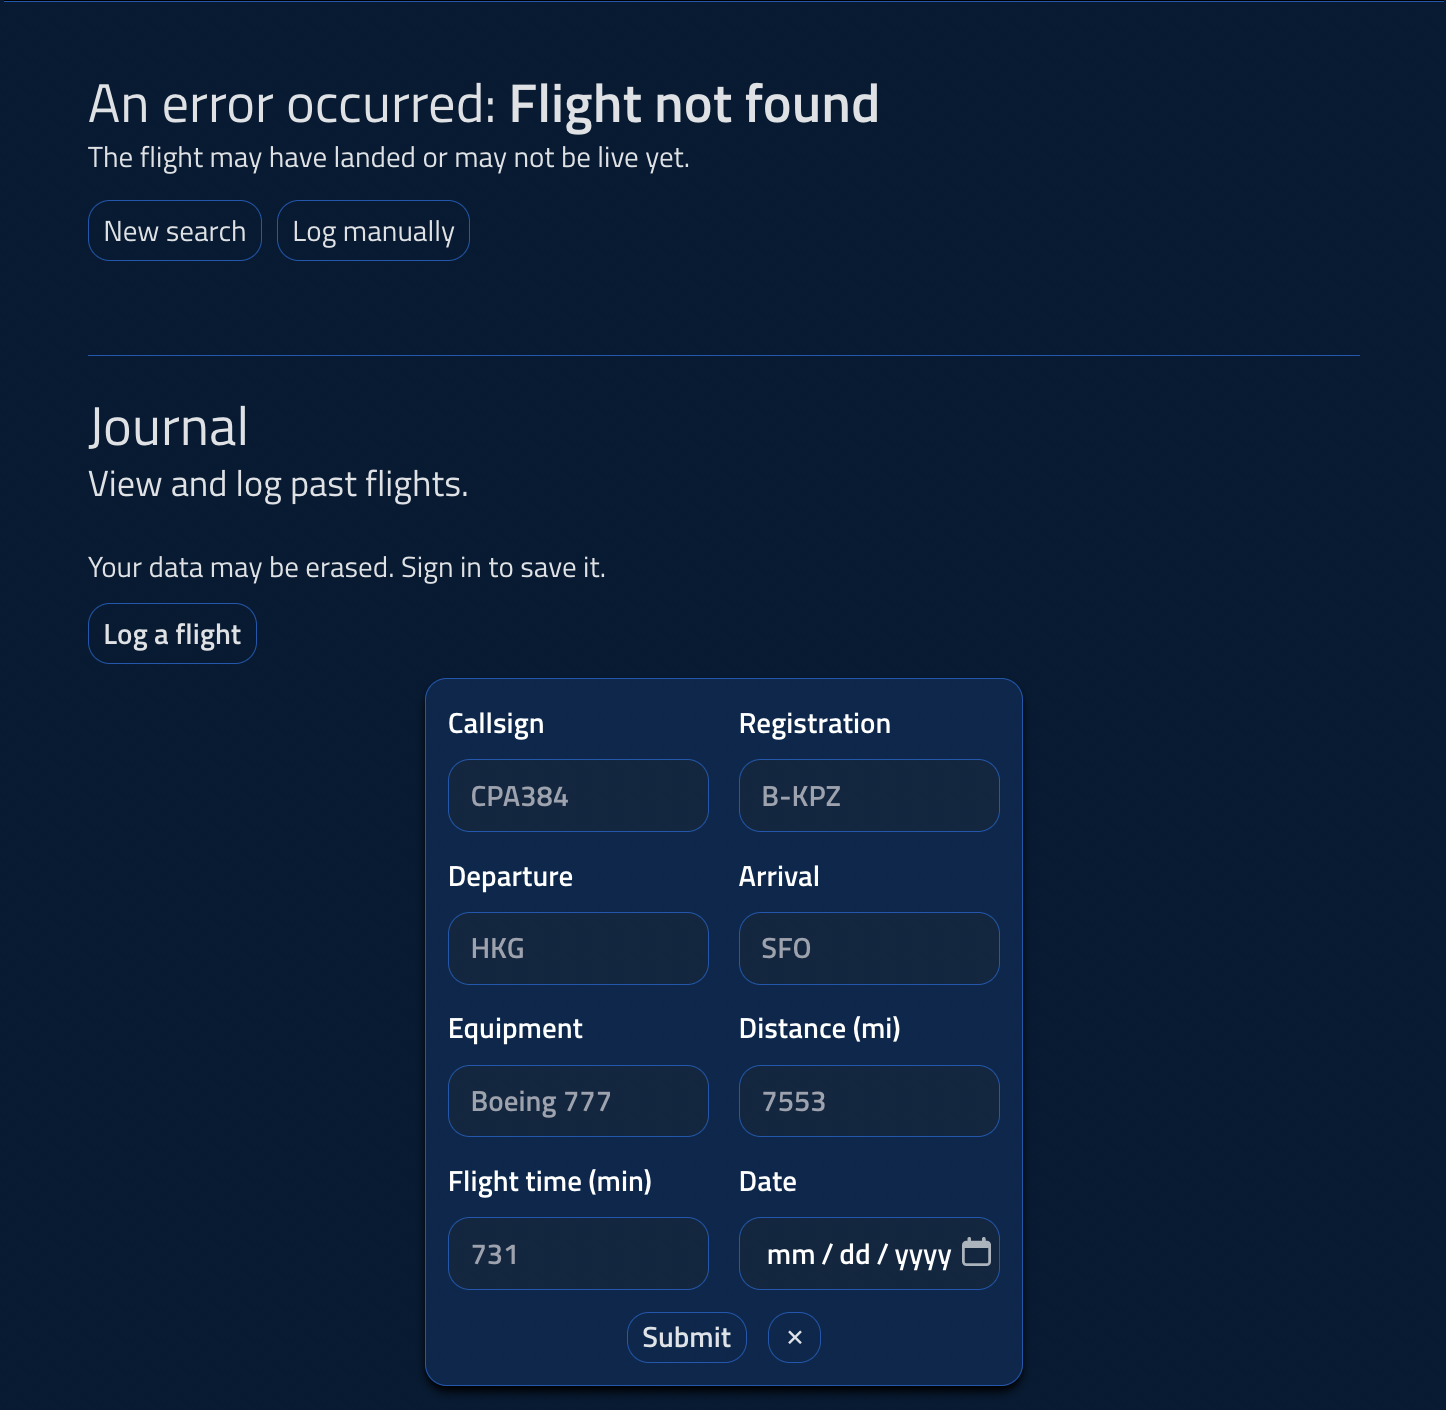 An error occurred: Flight not found
The flight may have landed or may not be live yet.
New search Log manually
Journal
View and log past flights.
Your data may be erased. Sign in to save it.
Log a flight
Callsign Registration
CPA384 B-KPZ
Departure Arrival
HKG SFO
Equipment Distance (mi)
Boeing 777 7553
Flight time (min) Date
731 mm / dd / yyyy
Submit ×